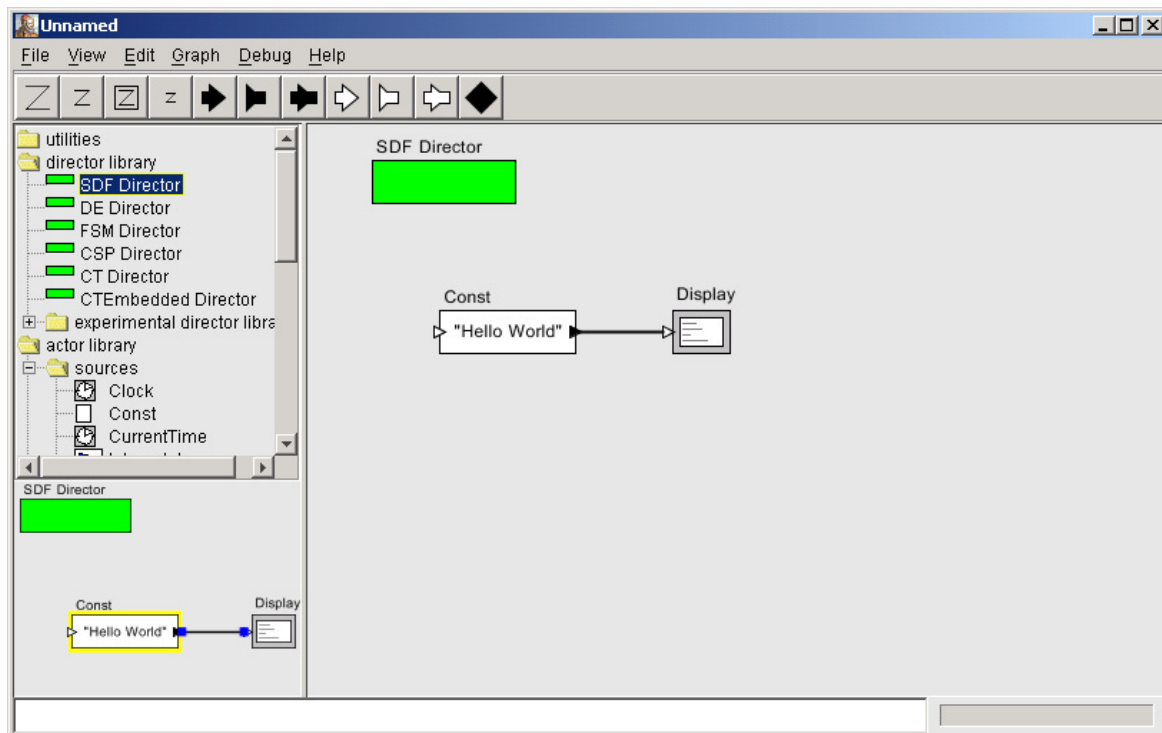 Unnamed
File View Edit Graph Debug Help
utilities
director library
SDF Director
DE Director
FSM Director
CSP Director
CT Director
CTEmbedded Director
experimental director libra
actor library
sources
Clock
Const
CurrentTime
SDF Director
Const
Display
"Hello World"
SDF Director
Const Display
"Hello World"